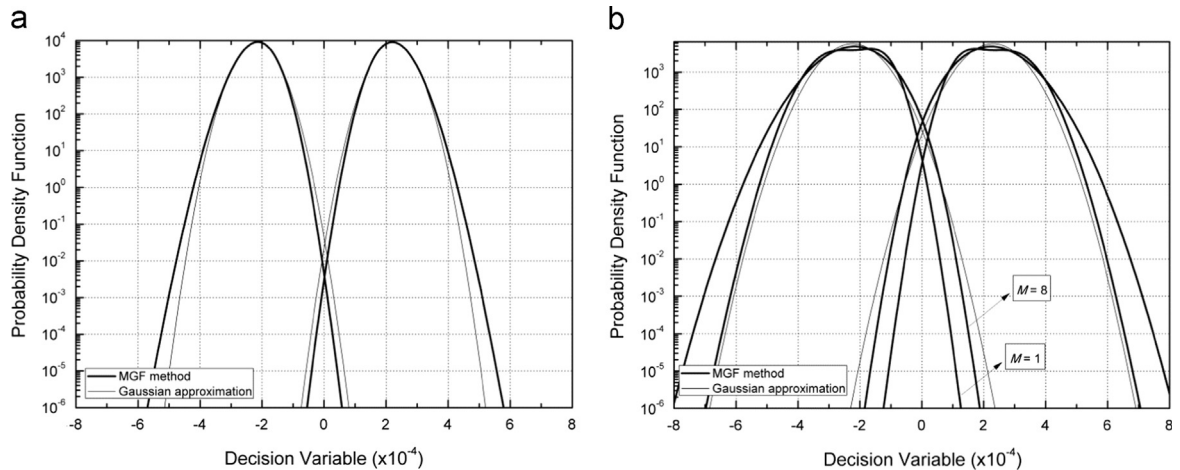 a
Probability Density Function
10^4
10^3
10^2
10^1
10^0
10^-1
10^-2
10^-3
10^-4
10^-5
10^-6
MGF method
Gaussian approximation
-8 -6 -4 -2 0 2 4 6 8
Decision Variable (x10^-4)
b
Probability Density Function
10^3
10^2
10^1
10^0
10^-1
10^-2
10^-3
10^-4
10^-5
10^-6
M = 8
M = 1
MGF method
Gaussian approximation
-8 -6 -4 -2 0 2 4 6 8
Decision Variable (x10^-4)